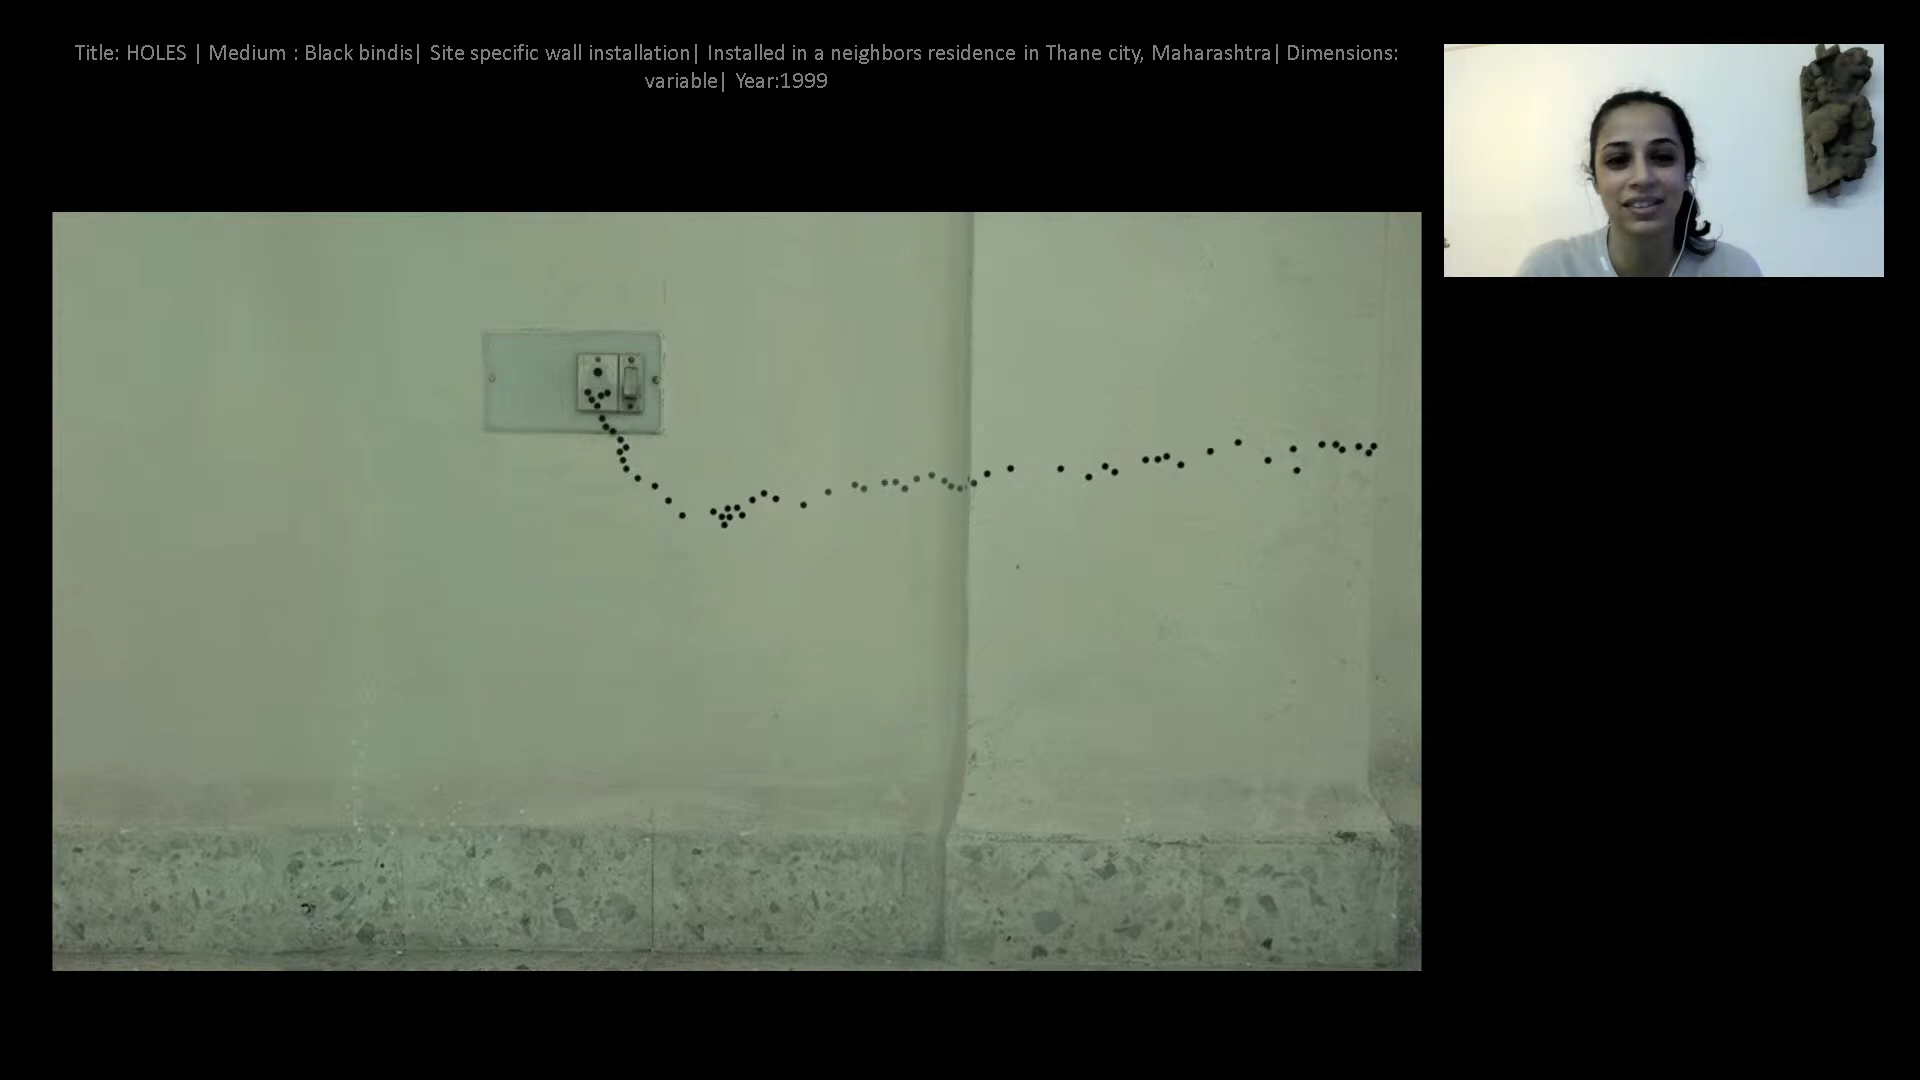 Title: HOLES | Medium : Black bindis| Site specific wall installation| Installed in a neighbors residence in Thane city, Maharashtra| Dimensions:
variable| Year:1999